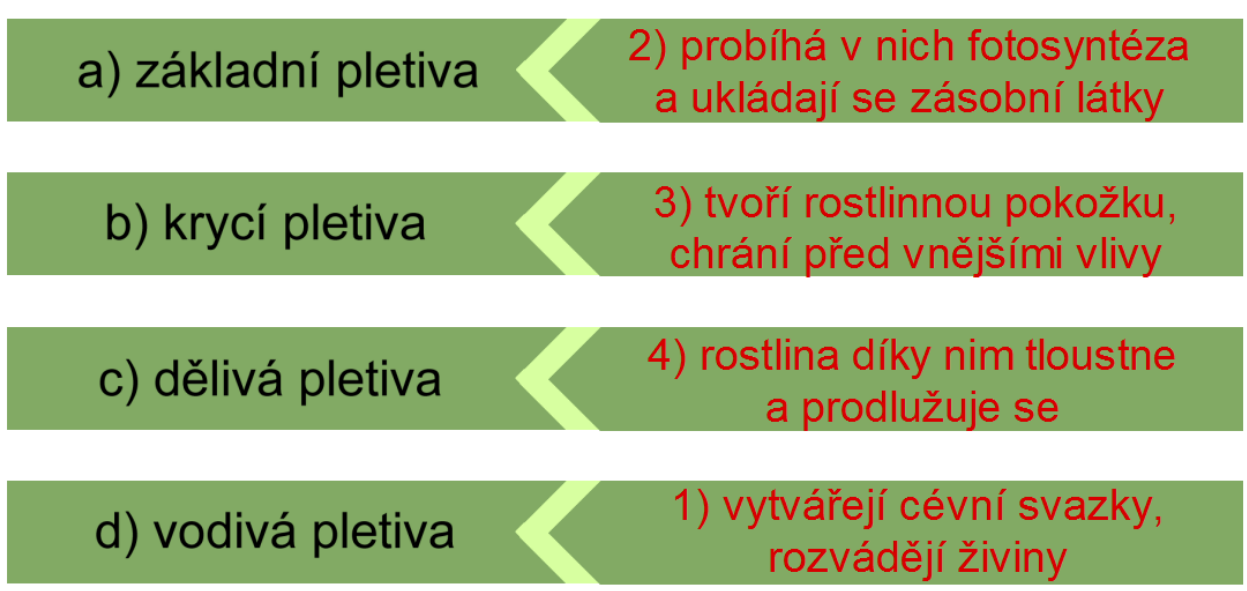 a) základní pletiva
2) probíhá v nich fotosyntéza
a ukládají se zásobní látky
b) krycí pletiva
3) tvoří rostlinnou pokožku,
chrání před vnějšími vlivy
c) dělivá pletiva
4) rostlina díky nim tloustne
a prodlužuje se
d) vodivá pletiva
1) vytvářejí cévní svazky,
rozvádějí živiny